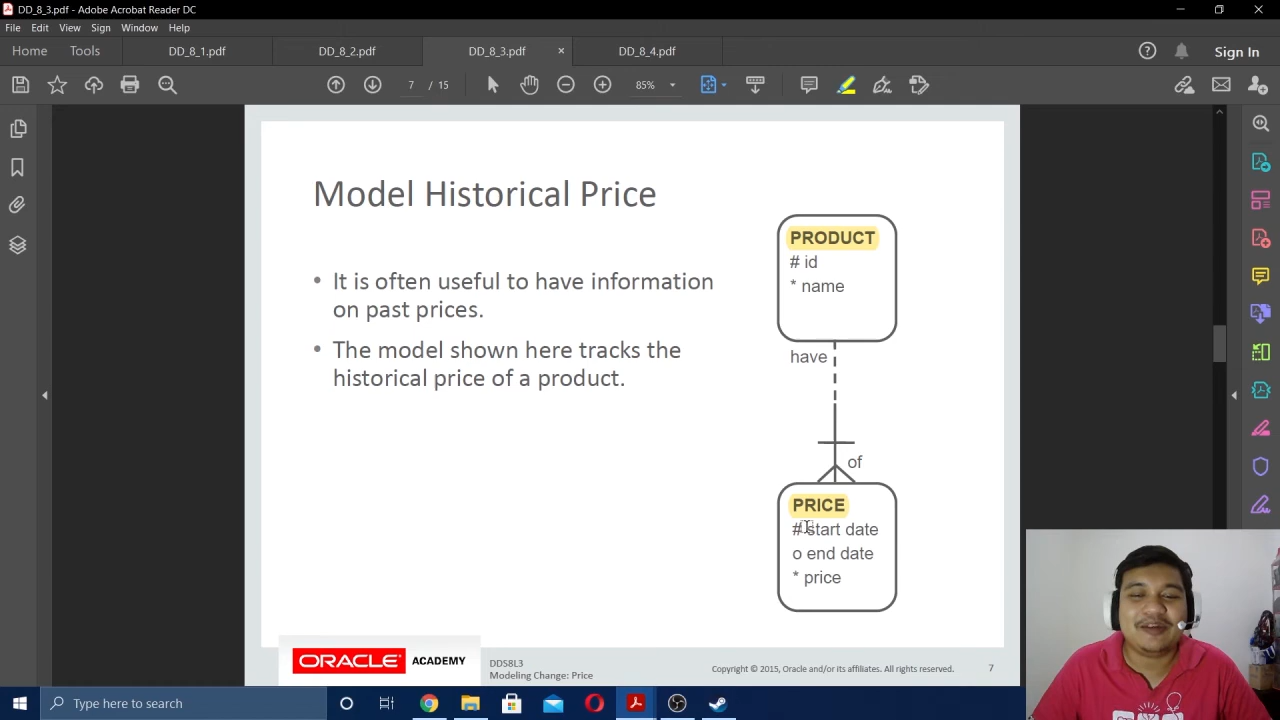 DD_8_3.pdf - Adobe Acrobat Reader DC
File Edit View Sign Window Help
Home Tools DD_8_1.pdf DD_8_2.pdf DD_8_3.pdf × DD_8_4.pdf Sign In
7 / 15 85%
Model Historical Price
• It is often useful to have information
on past prices.
• The model shown here tracks the
historical price of a product.
PRODUCT
# id
* name
have
of
PRICE
# start date
o end date
* price
ORACLE ACADEMY
DDS8L3
Modeling Change: Price
Copyright © 2015, Oracle and/or its affiliates. All rights reserved.
7
Type here to search